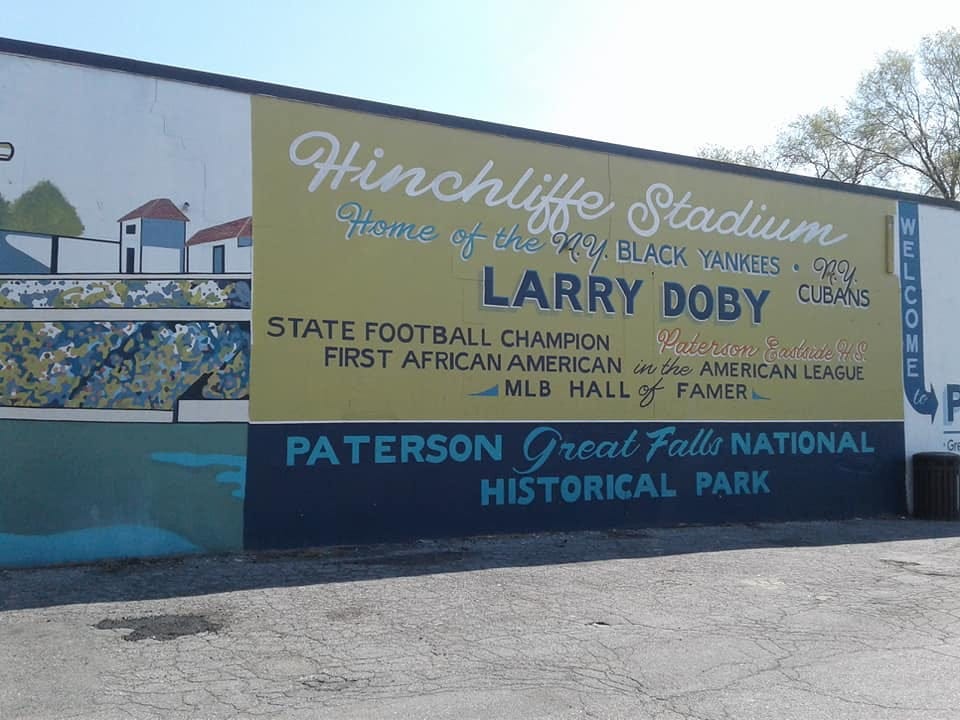 Hinchliffe Stadium
Home of the N.Y. BLACK YANKEES • N.Y. CUBANS
LARRY DOBY
STATE FOOTBALL CHAMPION Paterson Eastside H.S.
FIRST AFRICAN AMERICAN in the AMERICAN LEAGUE
MLB HALL of FAMER
PATERSON Great Falls NATIONAL
HISTORICAL PARK
WELCOME
to
P